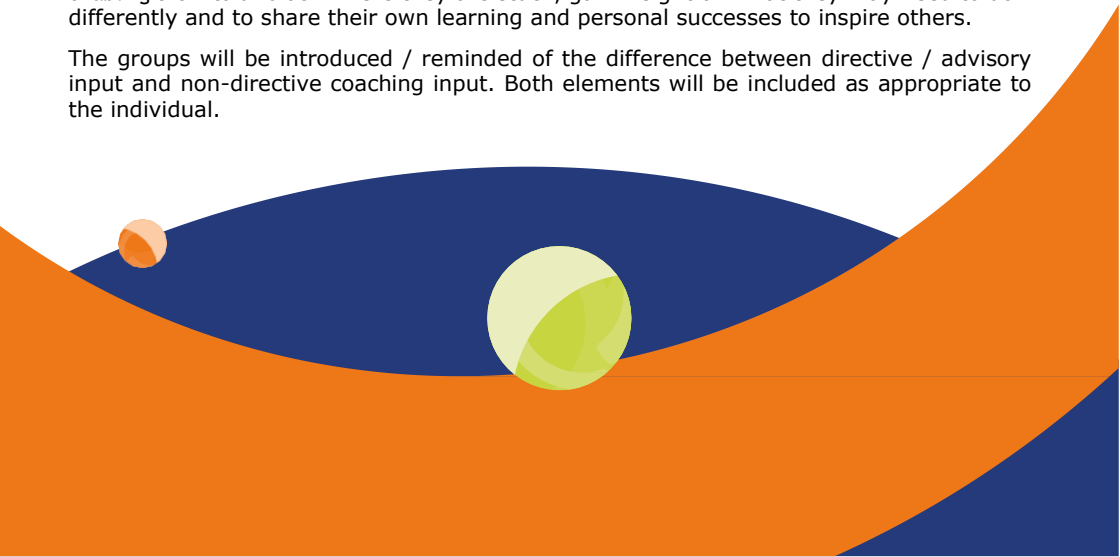 differently and to share their own learning and personal successes to inspire others.
The groups will be introduced / reminded of the difference between directive / advisory
input and non-directive coaching input. Both elements will be included as appropriate to
the individual.